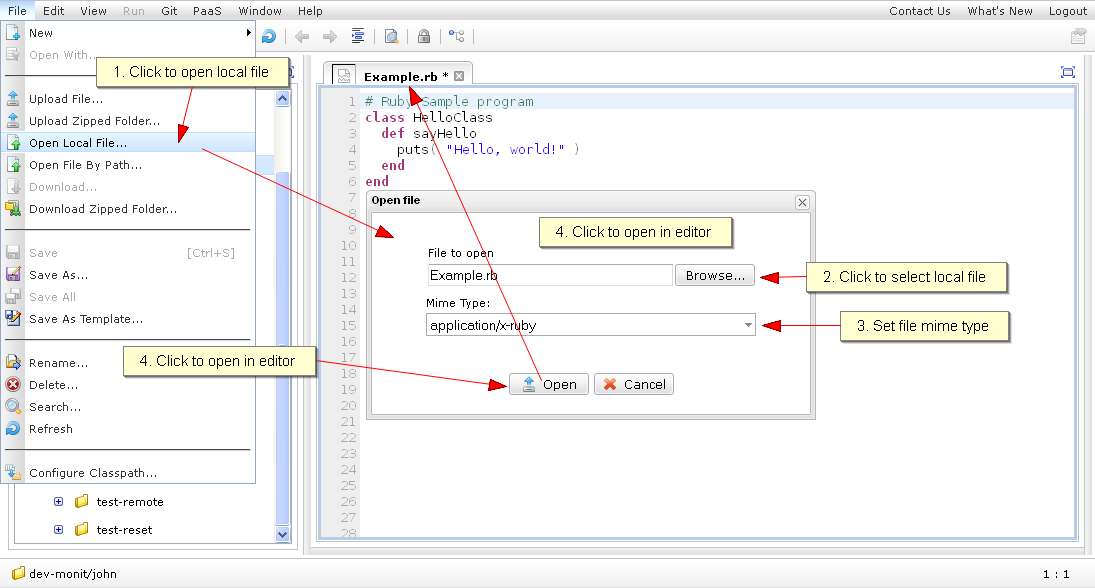 File Edit View Run Git PaaS Window Help Contact Us What's New Logout
New
Open With...
1. Click to open local file
Upload File...
Upload Zipped Folder...
Open Local File...
Open File By Path...
Download...
Download Zipped Folder...
Save [Ctrl+S]
Save As...
Save All
Save As Template...
Rename...
Delete...
Search...
Refresh
Configure Classpath...
test-remote
test-reset
4. Click to open in editor
Example.rb *
1 # Ruby Sample program
2 class HelloClass
3 def sayHello
4 puts( "Hello, world!" )
5 end
6 end
7
8
9
10
11
12
13
14
15
16
17
18
19
20
21
22
23
24
25
26
27
28
Open file
4. Click to open in editor
File to open
Example.rb Browse...
2. Click to select local file
Mime Type:
application/x-ruby
3. Set file mime type
Open Cancel
dev-monit/john 1 : 1